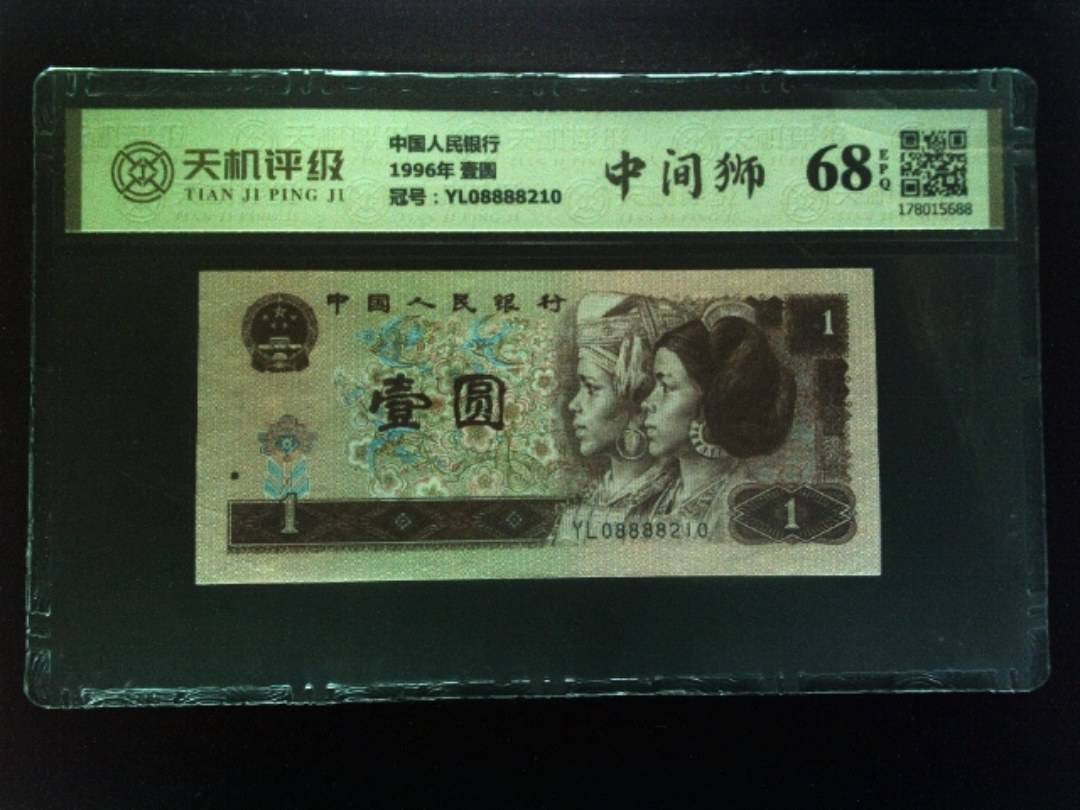 天机评级
TIAN JI PING JI
中国人民银行
1996年 壹圆
冠号：YL08888210
中间狮
68
EPQ
178015688
中国人民银行
壹圆
1
1
YL08888210
1